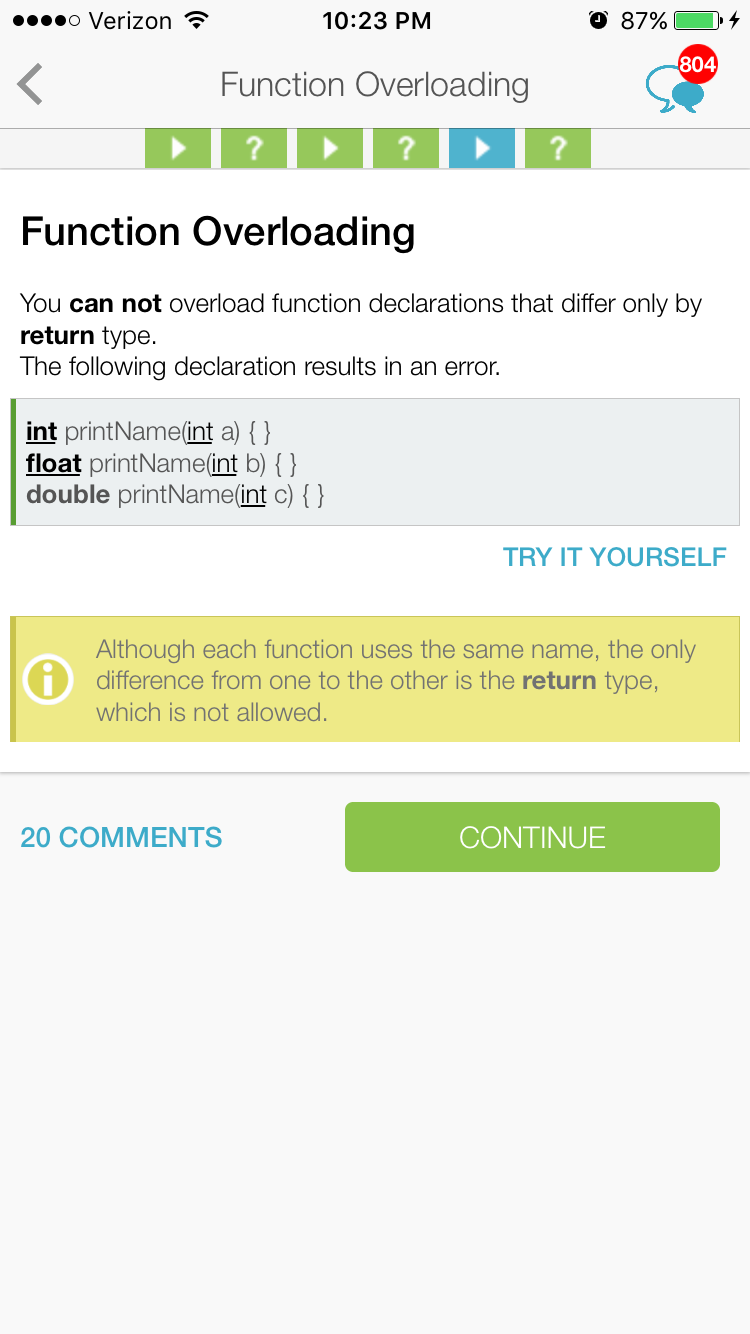 Verizon 10:23 PM 87%
Function Overloading 804
? ? ?
Function Overloading
You can not overload function declarations that differ only by
return type.
The following declaration results in an error.
int printName(int a) { }
float printName(int b) { }
double printName(int c) { }
TRY IT YOURSELF
Although each function uses the same name, the only
difference from one to the other is the return type,
which is not allowed.
20 COMMENTS CONTINUE